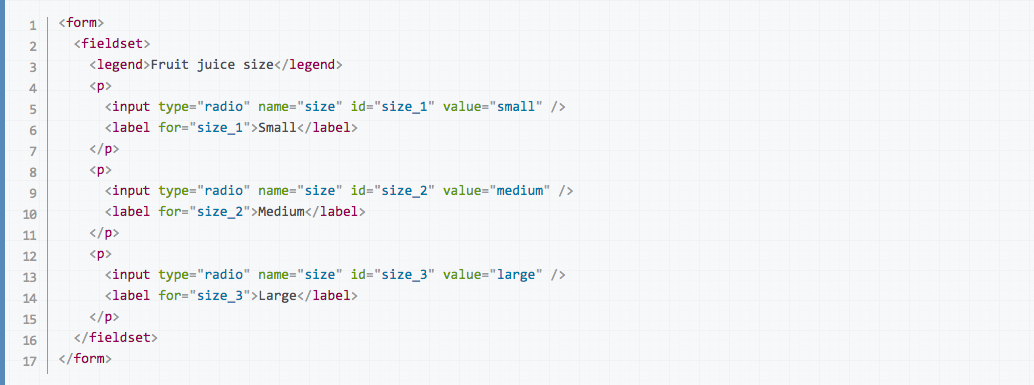 1 <form>
2   <fieldset>
3     <legend>Fruit juice size</legend>
4     <p>
5       <input type="radio" name="size" id="size_1" value="small" />
6       <label for="size_1">Small</label>
7     </p>
8     <p>
9       <input type="radio" name="size" id="size_2" value="medium" />
10       <label for="size_2">Medium</label>
11     </p>
12     <p>
13       <input type="radio" name="size" id="size_3" value="large" />
14       <label for="size_3">Large</label>
15     </p>
16   </fieldset>
17 </form>